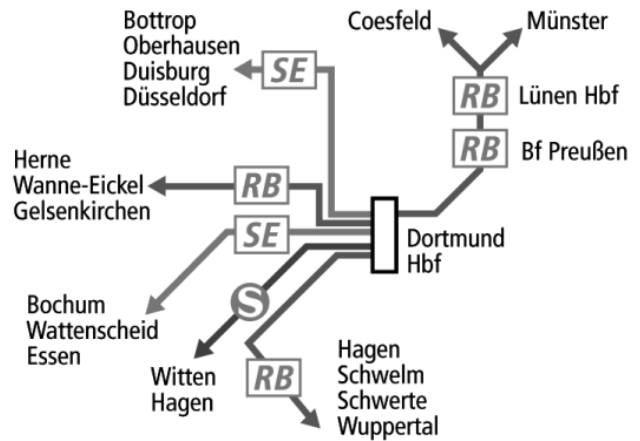 Bottrop
Oberhausen
Duisburg
Düsseldorf
SE
Coesfeld
Münster
RB
Lünen Hbf
RB
Bf Preußen
Herne
Wanne-Eickel
Gelsenkirchen
RB
SE
Dortmund
Hbf
Bochum
Wattenscheid
Essen
S
Witten
Hagen
RB
Hagen
Schwelm
Schwerte
Wuppertal